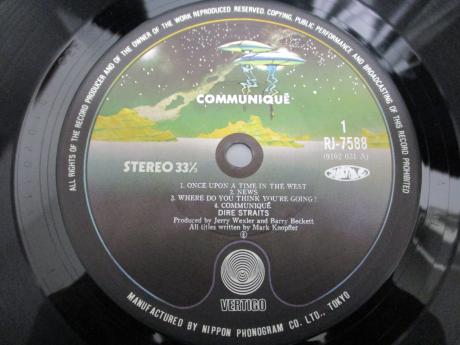 ALL RIGHTS OF THE RECORD PRODUCER AND OF THE OWNER OF THE WORK REPRODUCED RESERVED. COPYING, PUBLIC PERFORMANCE AND BROADCASTING OF THIS RECORD PROHIBITED
COMMUNIQUÉ
1
RJ-7588
(9102 031 A)
STEREO 33⅓
1. ONCE UPON A TIME IN THE WEST
2. NEWS
3. WHERE DO YOU THINK YOU'RE GOING?
4. COMMUNIQUÉ
DIRE STRAITS
Produced by Jerry Wexler and Barry Beckett
All titles written by Mark Knopfler
VERTIGO
MANUFACTURED BY NIPPON PHONOGRAM CO. LTD., TOKYO